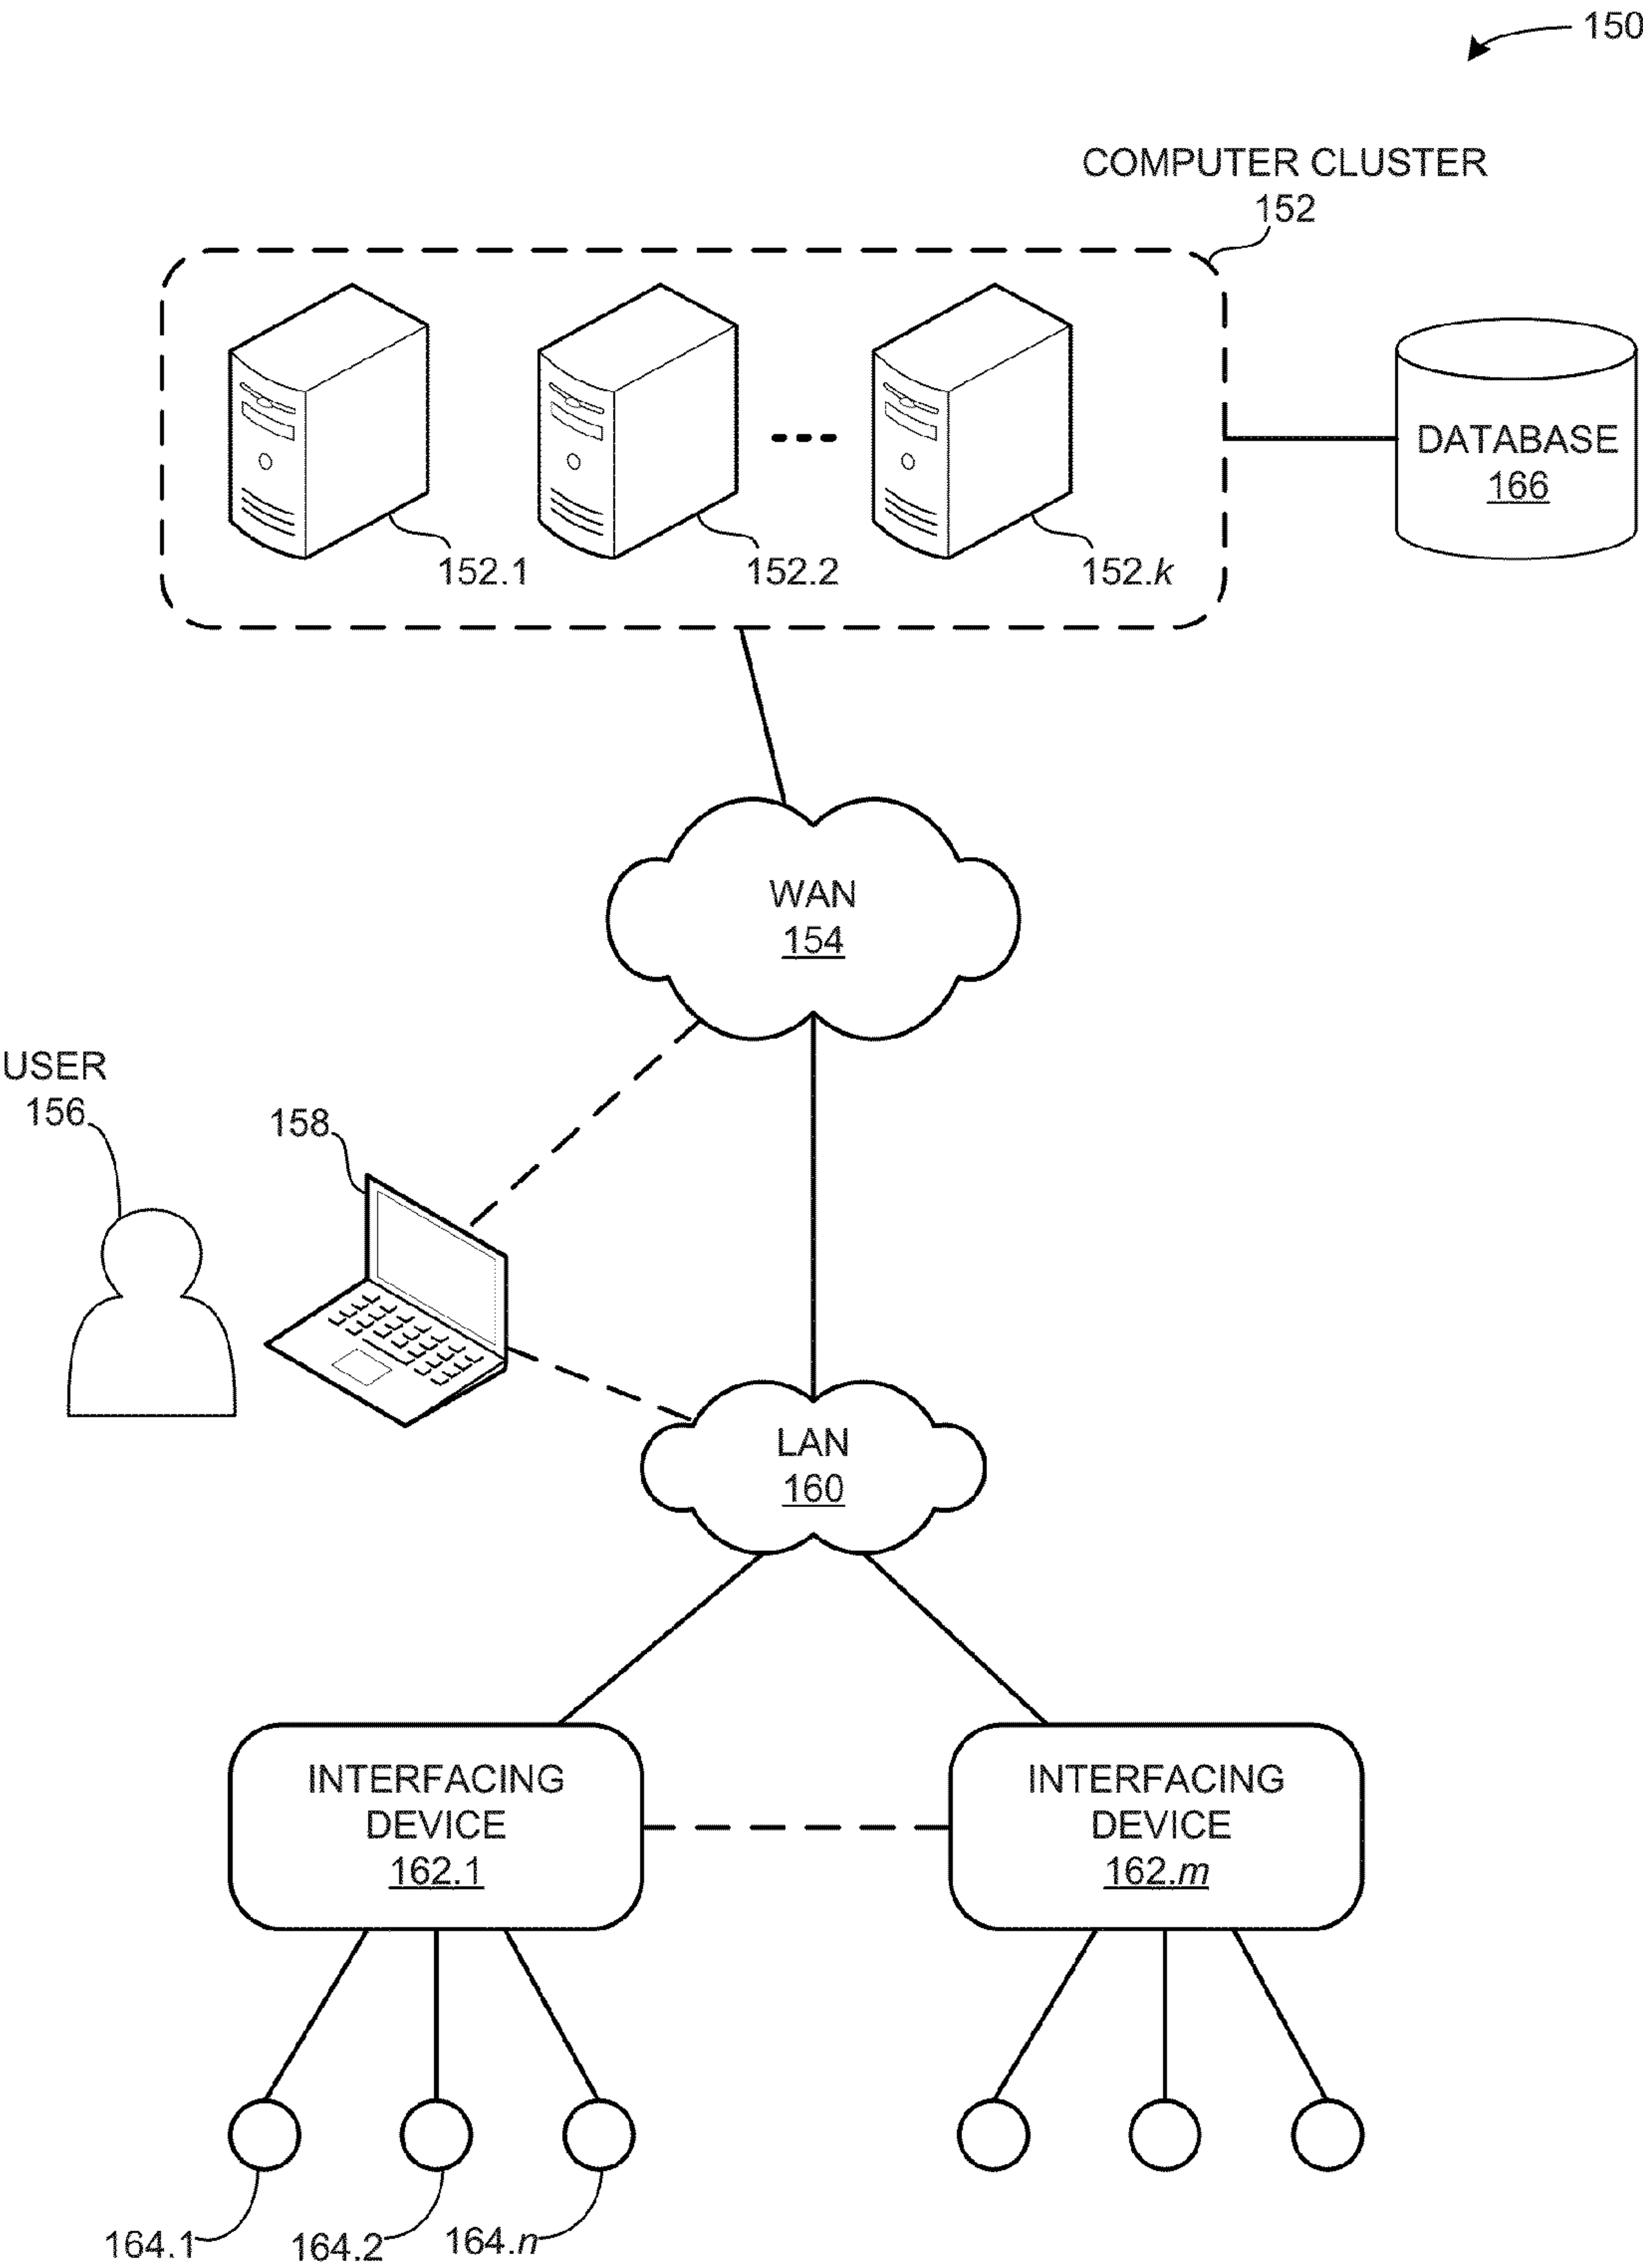 150
COMPUTER CLUSTER
152
DATABASE
166
152.1
152.2
152.k
WAN
154
USER
156
158
LAN
160
INTERFACING
DEVICE
162.1
INTERFACING
DEVICE
162.m
164.1
164.2
164.n